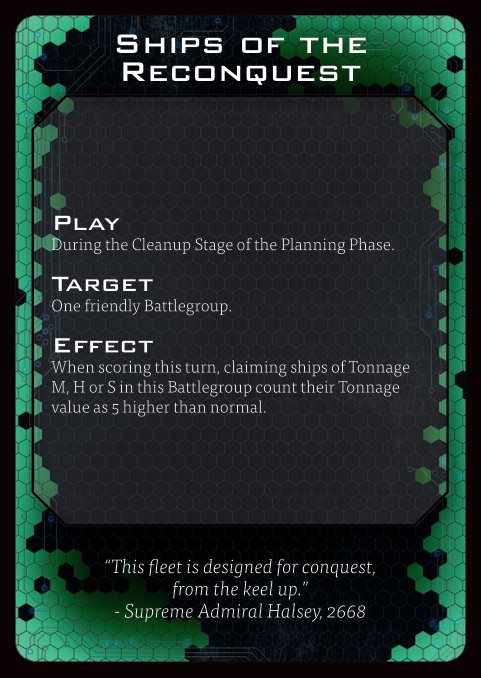 Ships of the
Reconquest
Play
During the Cleanup Stage of the Planning Phase.
Target
One friendly Battlegroup.
Effect
When scoring this turn, claiming ships of Tonnage
M, H or S in this Battlegroup count their Tonnage
value as 5 higher than normal.
“This fleet is designed for conquest,
from the keel up.”
- Supreme Admiral Halsey, 2668